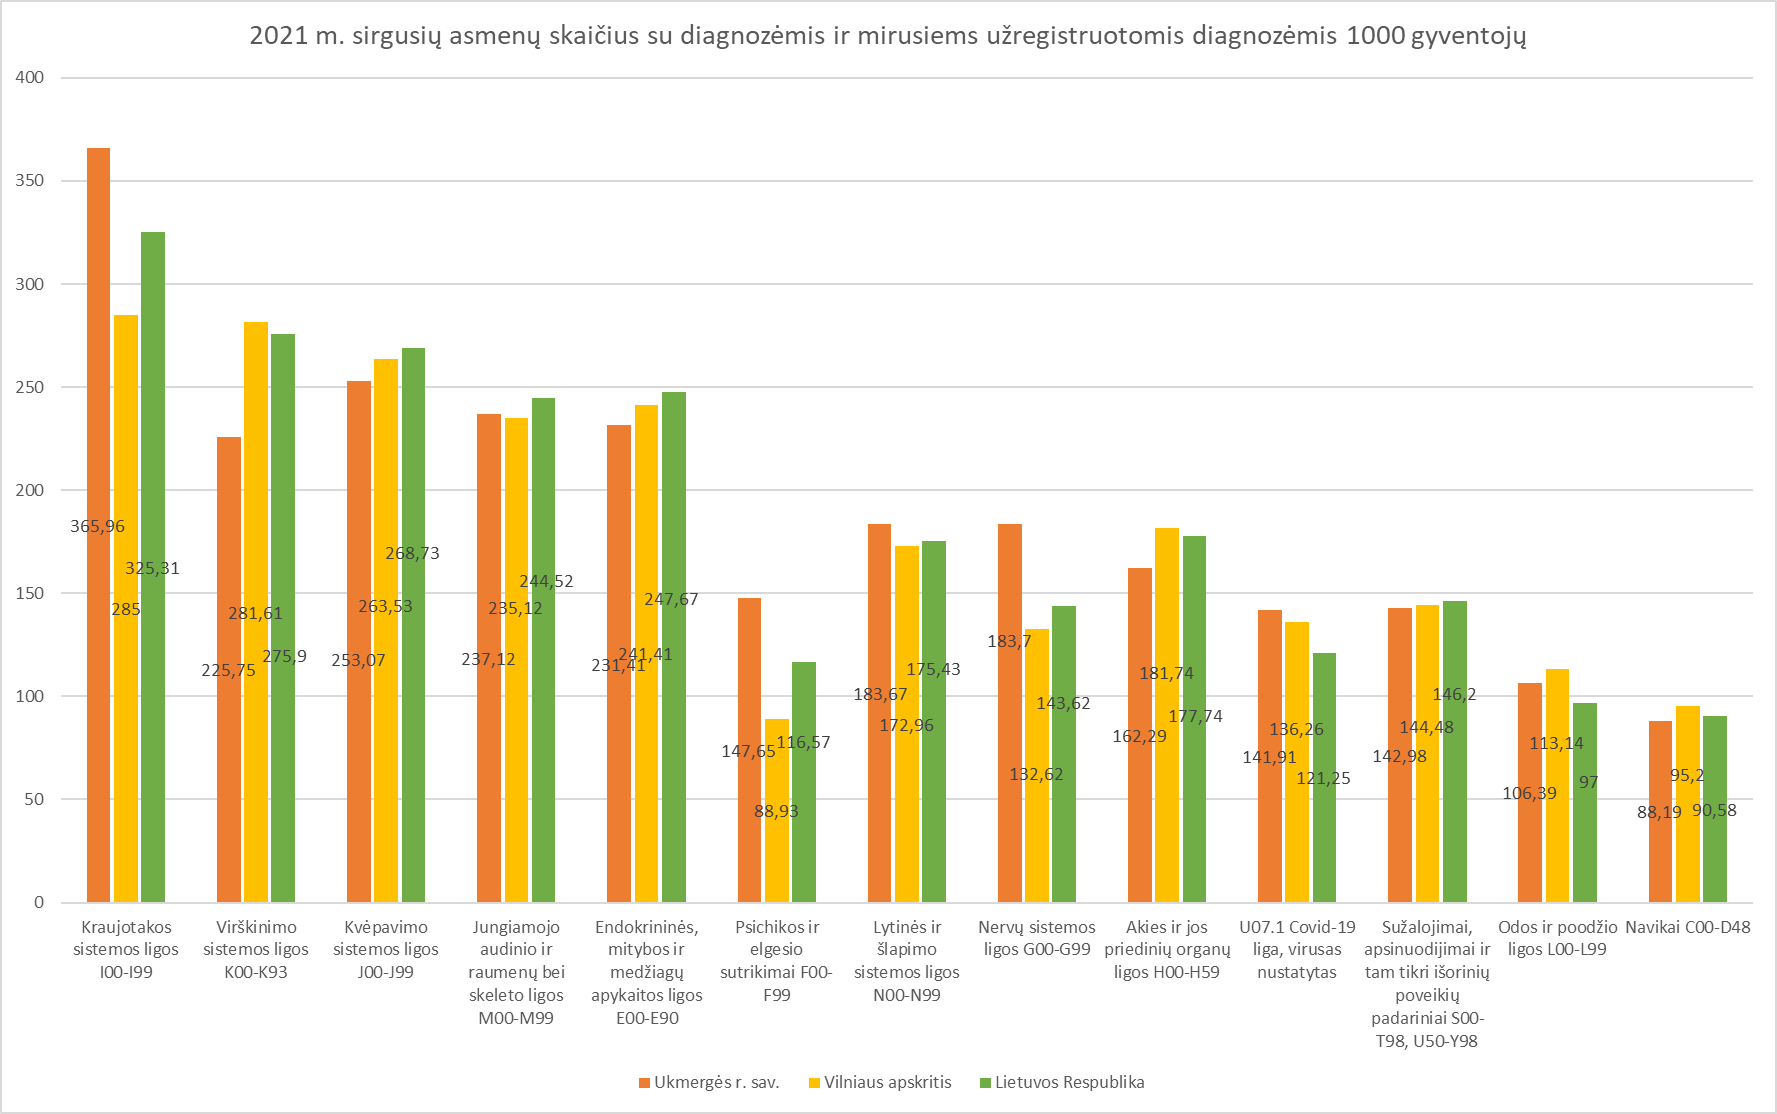 2021 m. sirgusių asmenų skaičius su diagnozėmis ir mirusiems užregistruotomis diagnozėmis 1000 gyventojų
400
350
300
250
200
150
100
50
0
365,96
285
325,31
225,75
281,61
275,9
253,07
263,53
268,73
237,12
235,12
244,52
231,41
241,41
247,67
147,65
88,93
116,57
183,67
172,96
175,43
183,7
132,62
143,62
162,29
181,74
177,74
141,91
136,26
121,25
142,98
144,48
146,2
106,39
113,14
97
88,19
95,2
90,58
Kraujotakos
sistemos ligos
I00-I99
Virškinimo
sistemos ligos
K00-K93
Kvėpavimo
sistemos ligos
J00-J99
Jungiamojo
audinio ir
raumenų bei
skeleto ligos
M00-M99
Endokrininės,
mitybos ir
medžiagų
apykaitos ligos
E00-E90
Psichikos ir
elgesio
sutrikimai F00-
F99
Lytinės ir
šlapimo
sistemos ligos
N00-N99
Nervų sistemos
ligos G00-G99
Akies ir jos
priedinių organų
ligos H00-H59
U07.1 Covid-19
liga, virusas
nustatytas
Sužalojimai,
apsinuodijimai ir
tam tikri išorinių
poveikių
padariniai S00-
T98, U50-Y98
Odos ir poodžio
ligos L00-L99
Navikai C00-D48
Ukmergės r. sav.
Vilniaus apskritis
Lietuvos Respublika